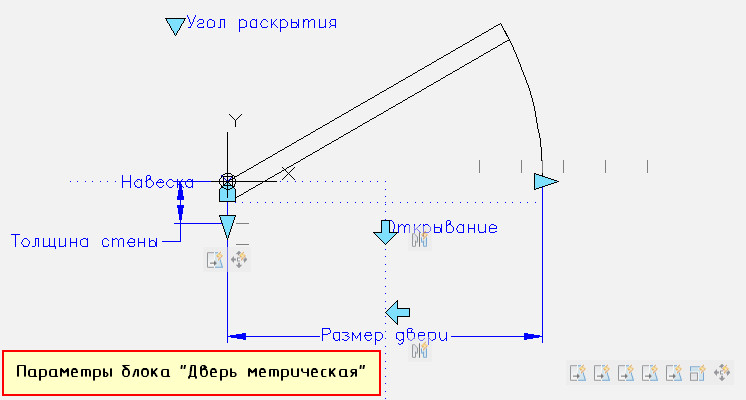 Угол раскрытия
Y
X
Навеска
Открывание
Толщина стены
Размер двери
Параметры блока "Дверь метрическая"